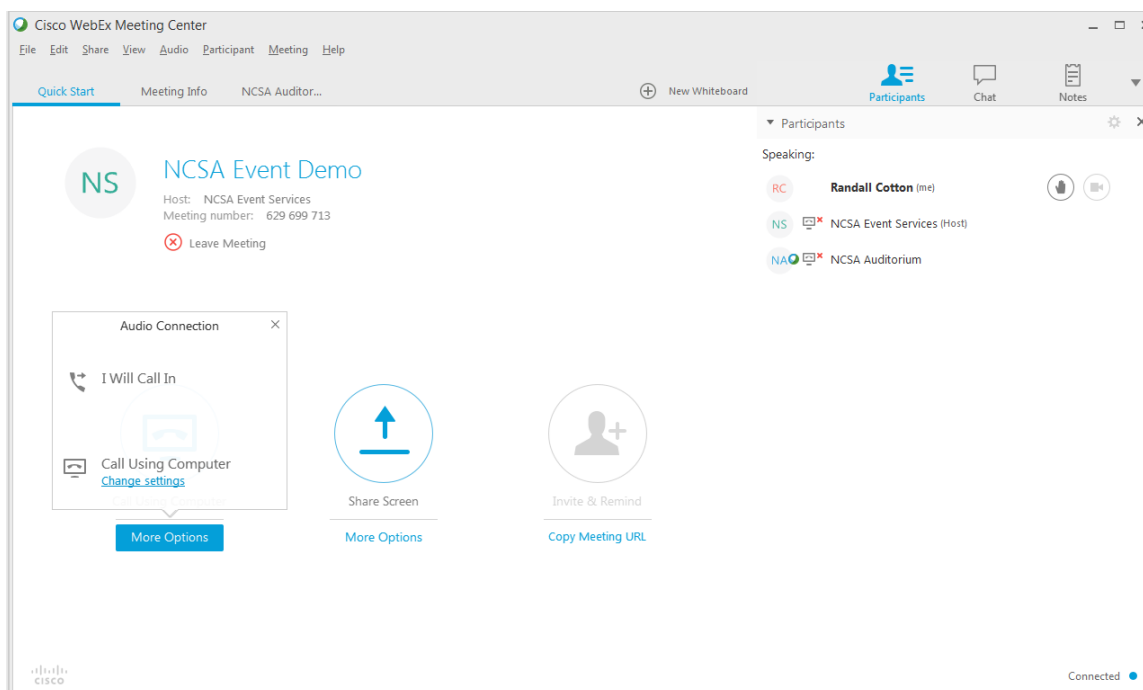 Cisco WebEx Meeting Center
File Edit Share View Audio Participant Meeting Help
Quick Start Meeting Info NCSA Auditor... New Whiteboard
Participants Chat Notes
Participants
Speaking:
NS
NCSA Event Demo
Host: NCSA Event Services
Meeting number: 629 699 713
Leave Meeting
RC Randall Cotton (me)
NS NCSA Event Services (Host)
NA NCSA Auditorium
Audio Connection
I Will Call In
Call Using Computer
Change settings
Call Using Computer
More Options
Share Screen
More Options
Invite & Remind
Copy Meeting URL
CISCO
Connected